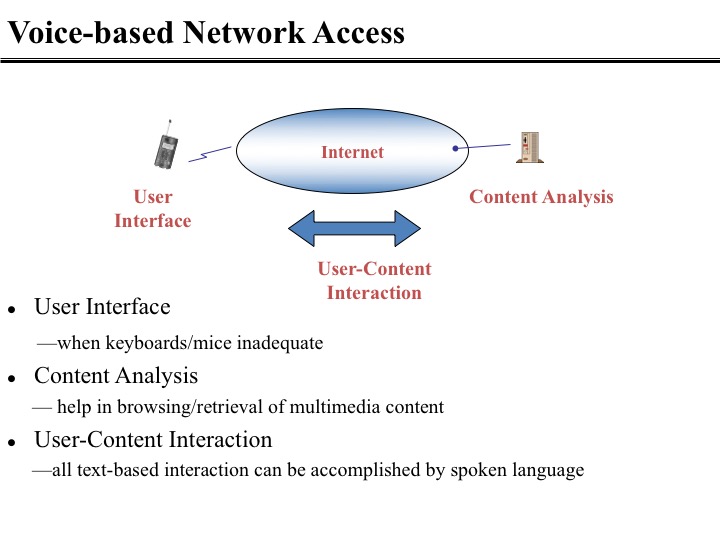 Voice-based Network Access
Internet
User
Interface
Content Analysis
User-Content
Interaction
● User Interface
—when keyboards/mice inadequate
● Content Analysis
— help in browsing/retrieval of multimedia content
● User-Content Interaction
—all text-based interaction can be accomplished by spoken language